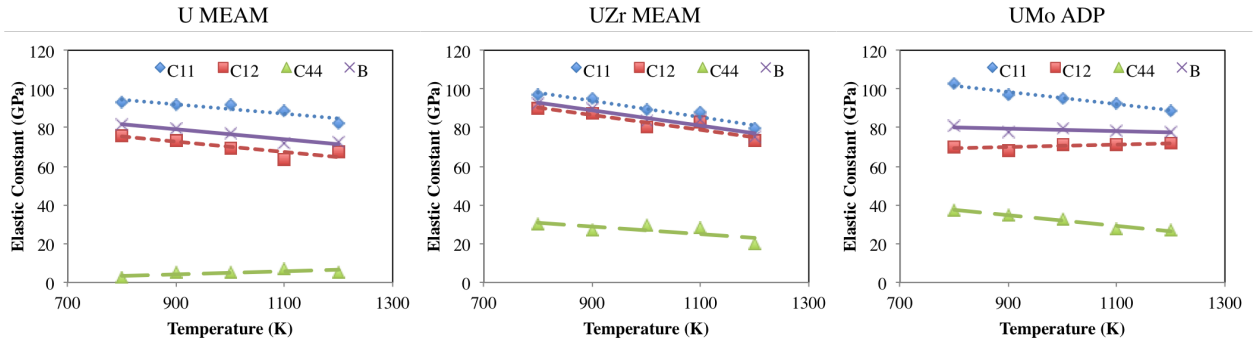 U MEAM
UZr MEAM
UMo ADP
Elastic Constant (GPa)
120
100
80
60
40
20
0
C11 C12 C44 B
700 900 1100 1300
Temperature (K)
Elastic Constant (GPa)
120
100
80
60
40
20
0
C11 C12 C44 B
700 900 1100 1300
Temperature (K)
Elastic Constant (GPa)
120
100
80
60
40
20
0
C11 C12 C44 B
700 900 1100 1300
Temperature (K)